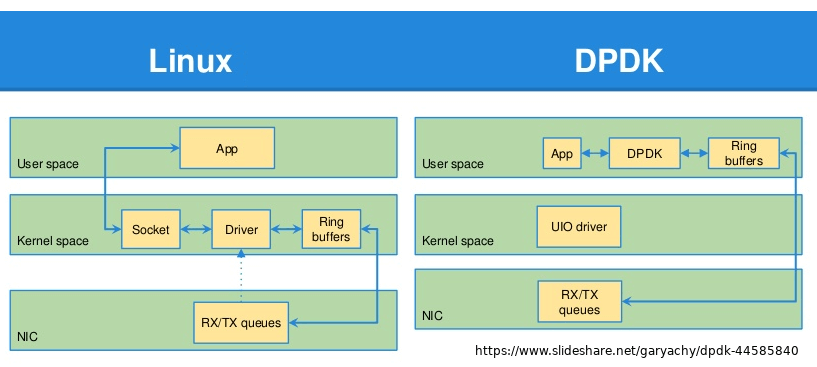 Linux
DPDK
App
User space
Socket
Driver
Ring
buffers
Kernel space
RX/TX queues
NIC
App
DPDK
Ring
buffers
User space
UIO driver
Kernel space
RX/TX
queues
NIC
https://www.slideshare.net/garyachy/dpdk-44585840